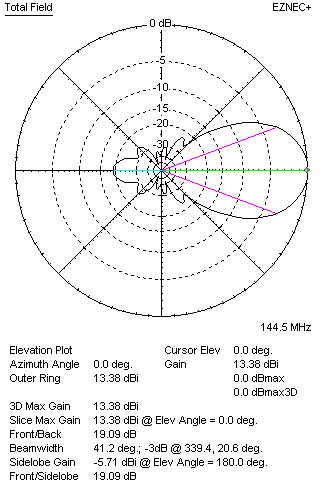 Total Field EZNEC+
0 dB
-5
-10
-15
-20
-30
144.5 MHz
Elevation Plot Cursor Elev 0.0 deg.
Azimuth Angle 0.0 deg. Gain 13.38 dBi
Outer Ring 13.38 dBi 0.0 dBmax
0.0 dBmax3D
3D Max Gain 13.38 dBi
Slice Max Gain 13.38 dBi @ Elev Angle = 0.0 deg.
Front/Back 19.09 dB
Beamwidth 41.2 deg.; -3dB @ 339.4, 20.6 deg.
Sidelobe Gain -5.71 dBi @ Elev Angle = 180.0 deg.
Front/Sidelobe 19.09 dB